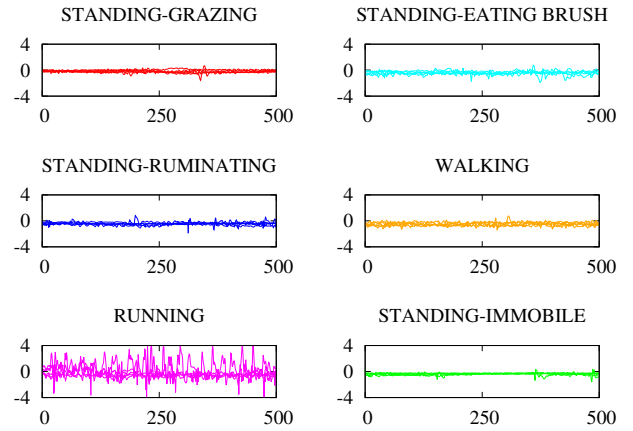 STANDING-GRAZING STANDING-EATING BRUSH
4 4
0 0
-4 -4
0 250 500 0 250 500
STANDING-RUMINATING WALKING
4 4
0 0
-4 -4
0 250 500 0 250 500
RUNNING STANDING-IMMOBILE
4 4
0 0
-4 -4
0 250 500 0 250 500